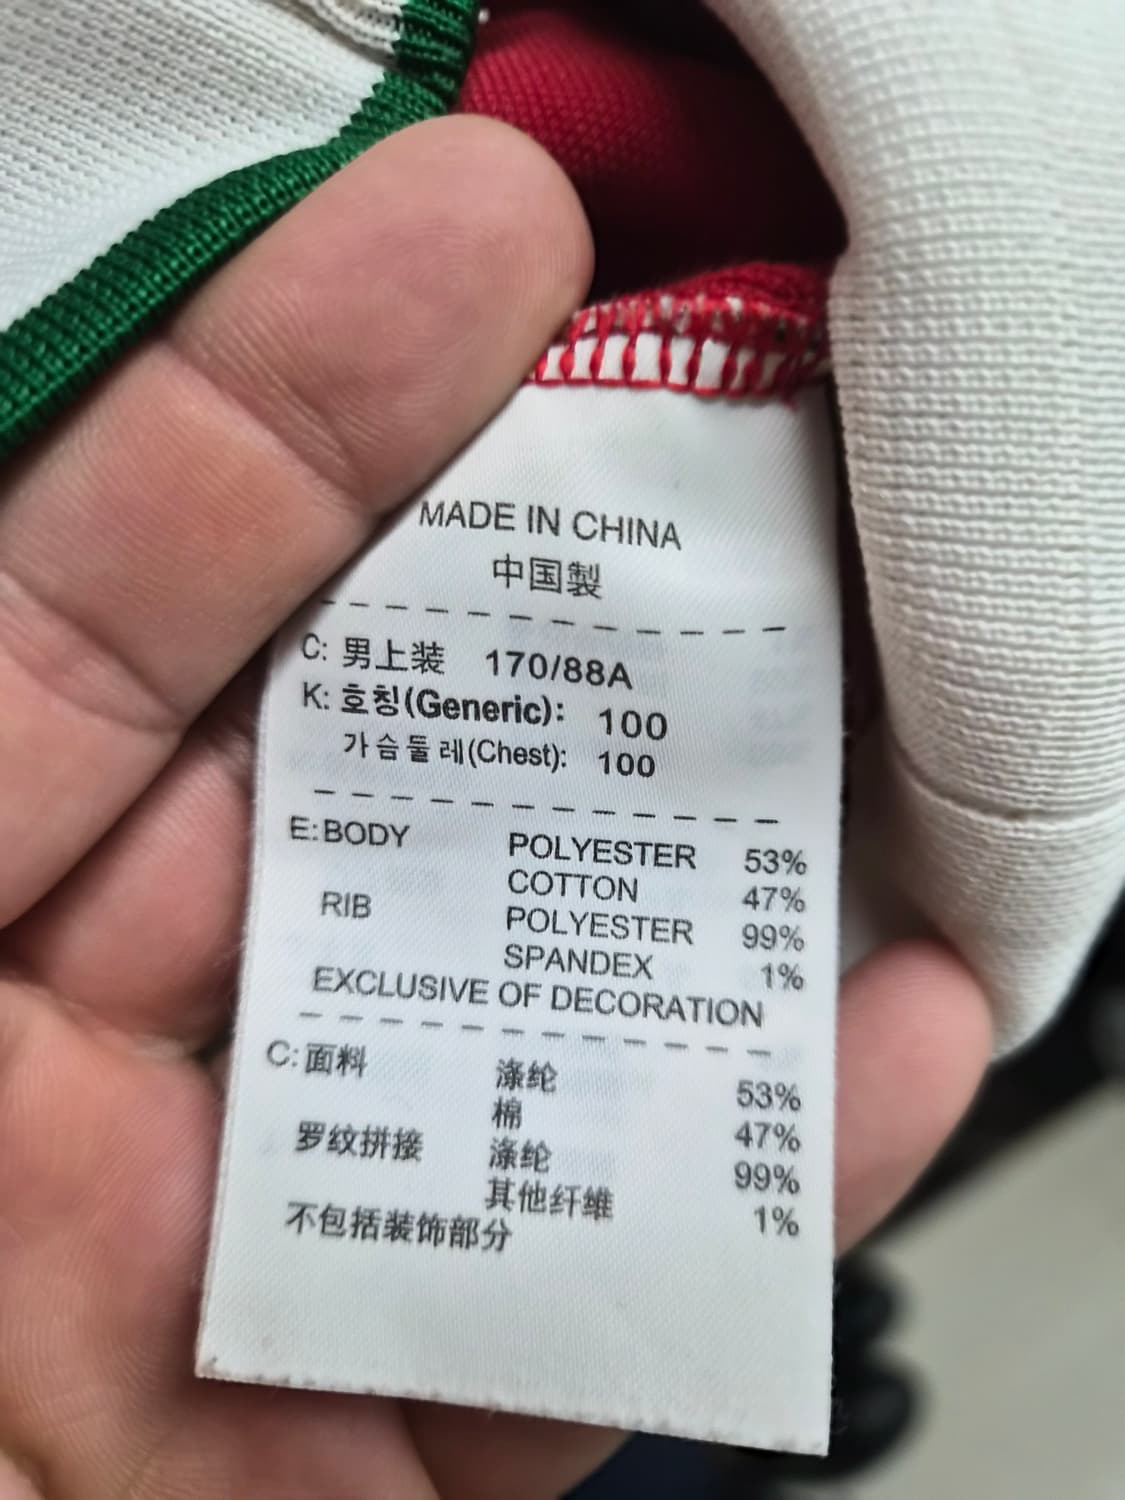 MADE IN CHINA
中国製
C: 男上装 170/88A
K: 호칭(Generic): 100
가슴둘레(Chest): 100
E: BODY POLYESTER 53%
COTTON 47%
RIB POLYESTER 99%
SPANDEX 1%
EXCLUSIVE OF DECORATION
C: 面料 涤纶 53%
棉 47%
罗纹拼接 涤纶 99%
其他纤维 1%
不包括装饰部分